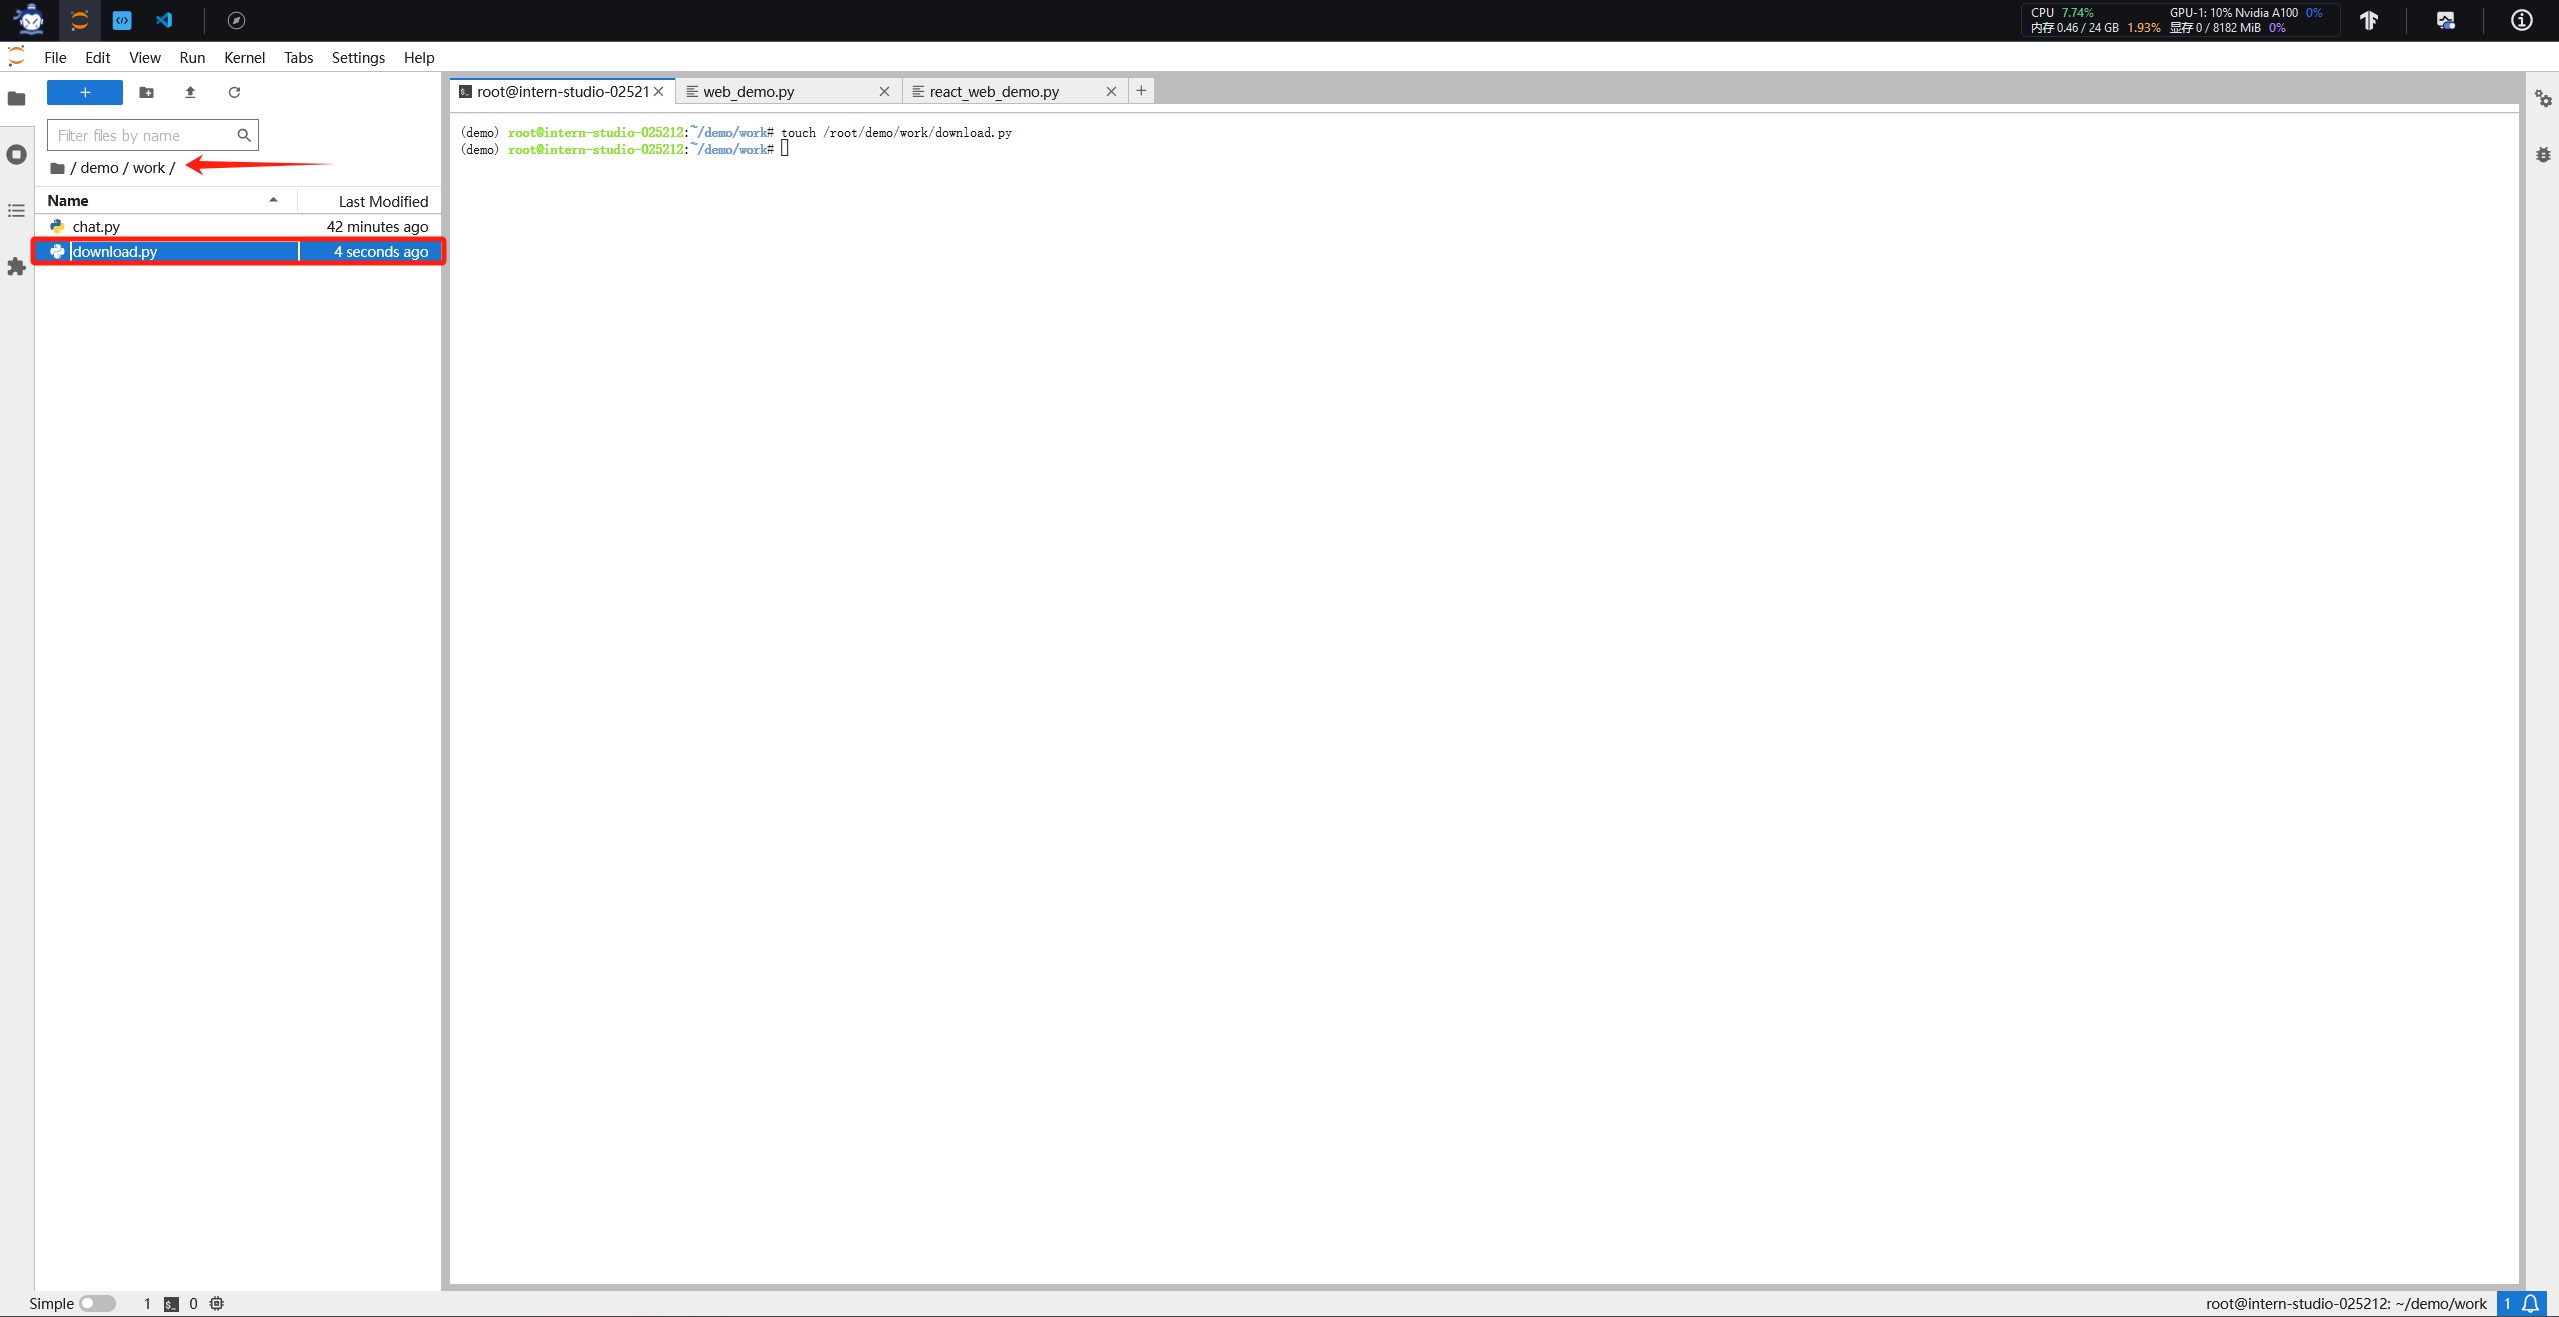 CPU 7.74% GPU-1: 10% Nvidia A100 0%
内存 0.46 / 24 GB 1.93% 显存 0 / 8182 MiB 0%
File Edit View Run Kernel Tabs Settings Help
+
root@intern-studio-02521 web_demo.py react_web_demo.py +
Filter files by name
/ demo / work /
Name Last Modified
chat.py 42 minutes ago
download.py 4 seconds ago
(demo) root@intern-studio-025212:~/demo/work# touch /root/demo/work/download.py
(demo) root@intern-studio-025212:~/demo/work#
Simple 1 $_ 0 root@intern-studio-025212: ~/demo/work 1